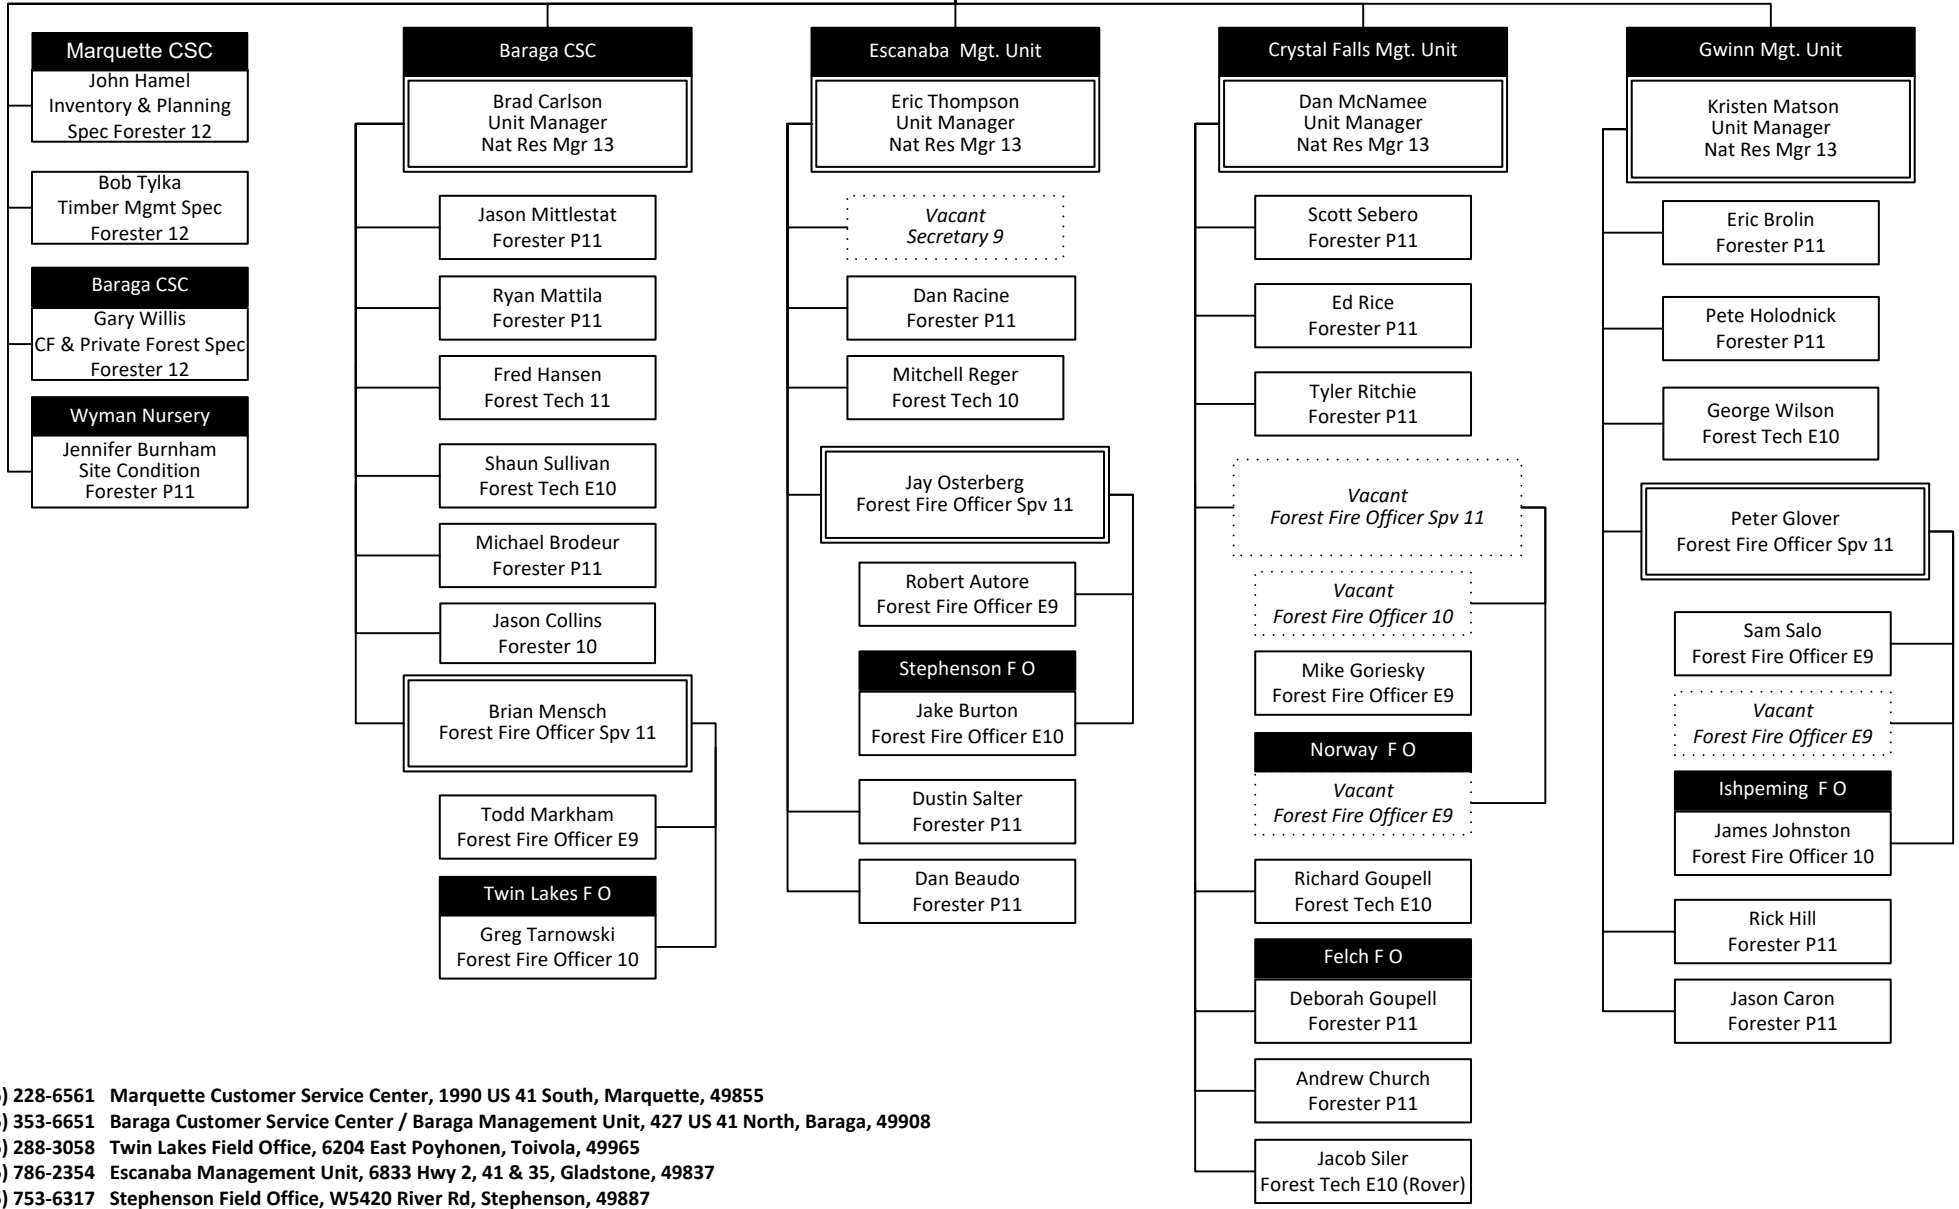 Marquette CSC
John Hamel
Inventory & Planning
Spec Forester 12
Bob Tylka
Timber Mgmt Spec
Forester 12
Baraga CSC
Gary Willis
CF & Private Forest Spec
Forester 12
Wyman Nursery
Jennifer Burnham
Site Condition
Forester P11
Baraga CSC
Brad Carlson
Unit Manager
Nat Res Mgr 13
Jason Mittlestat
Forester P11
Ryan Mattila
Forester P11
Fred Hansen
Forest Tech 11
Shaun Sullivan
Forest Tech E10
Michael Brodeur
Forester P11
Jason Collins
Forester 10
Brian Mensch
Forest Fire Officer Spv 11
Todd Markham
Forest Fire Officer E9
Twin Lakes F O
Greg Tarnowski
Forest Fire Officer 10
Escanaba Mgt. Unit
Eric Thompson
Unit Manager
Nat Res Mgr 13
Vacant
Secretary 9
Dan Racine
Forester P11
Mitchell Reger
Forest Tech 10
Jay Osterberg
Forest Fire Officer Spv 11
Robert Autore
Forest Fire Officer E9
Stephenson F O
Jake Burton
Forest Fire Officer E10
Dustin Salter
Forester P11
Dan Beaudo
Forester P11
Crystal Falls Mgt. Unit
Dan McNamee
Unit Manager
Nat Res Mgr 13
Scott Sebero
Forester P11
Ed Rice
Forester P11
Tyler Ritchie
Forester P11
Vacant
Forest Fire Officer Spv 11
Vacant
Forest Fire Officer 10
Mike Goriesky
Forest Fire Officer E9
Norway F O
Vacant
Forest Fire Officer E9
Richard Goupell
Forest Tech E10
Felch F O
Deborah Goupell
Forester P11
Andrew Church
Forester P11
Jacob Siler
Forest Tech E10 (Rover)
Gwinn Mgt. Unit
Kristen Matson
Unit Manager
Nat Res Mgr 13
Eric Brolin
Forester P11
Pete Holodnick
Forester P11
George Wilson
Forest Tech E10
Peter Glover
Forest Fire Officer Spv 11
Sam Salo
Forest Fire Officer E9
Vacant
Forest Fire Officer E9
Ishpeming F O
James Johnston
Forest Fire Officer 10
Rick Hill
Forester P11
Jason Caron
Forester P11
) 228-6561 Marquette Customer Service Center, 1990 US 41 South, Marquette, 49855
) 353-6651 Baraga Customer Service Center / Baraga Management Unit, 427 US 41 North, Baraga, 49908
) 288-3058 Twin Lakes Field Office, 6204 East Poyhonen, Toivola, 49965
) 786-2354 Escanaba Management Unit, 6833 Hwy 2, 41 & 35, Gladstone, 49837
) 753-6317 Stephenson Field Office, W5420 River Rd, Stephenson, 49887